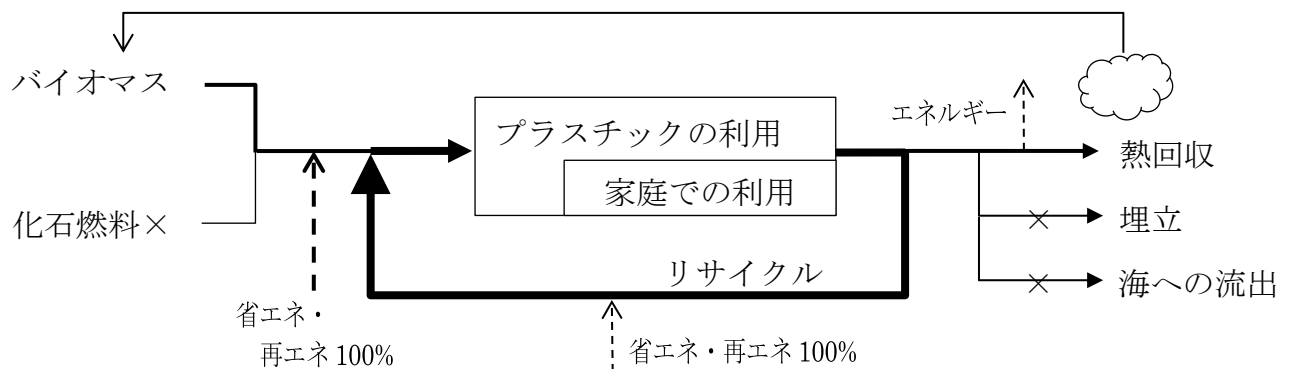 バイオマス
エネルギー
プラスチックの利用
熱回収
家庭での利用
化石燃料×
埋立
リサイクル
海への流出
省エネ・
再エネ100%
省エネ・再エネ100%